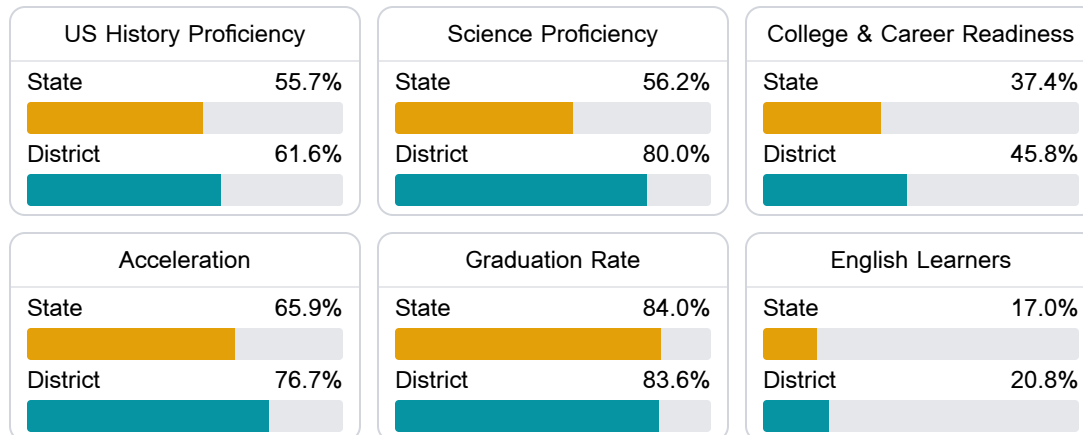 US History Proficiency
State 55.7%
District 61.6%
Science Proficiency
State 56.2%
District 80.0%
College & Career Readiness
State 37.4%
District 45.8%
Acceleration
State 65.9%
District 76.7%
Graduation Rate
State 84.0%
District 83.6%
English Learners
State 17.0%
District 20.8%